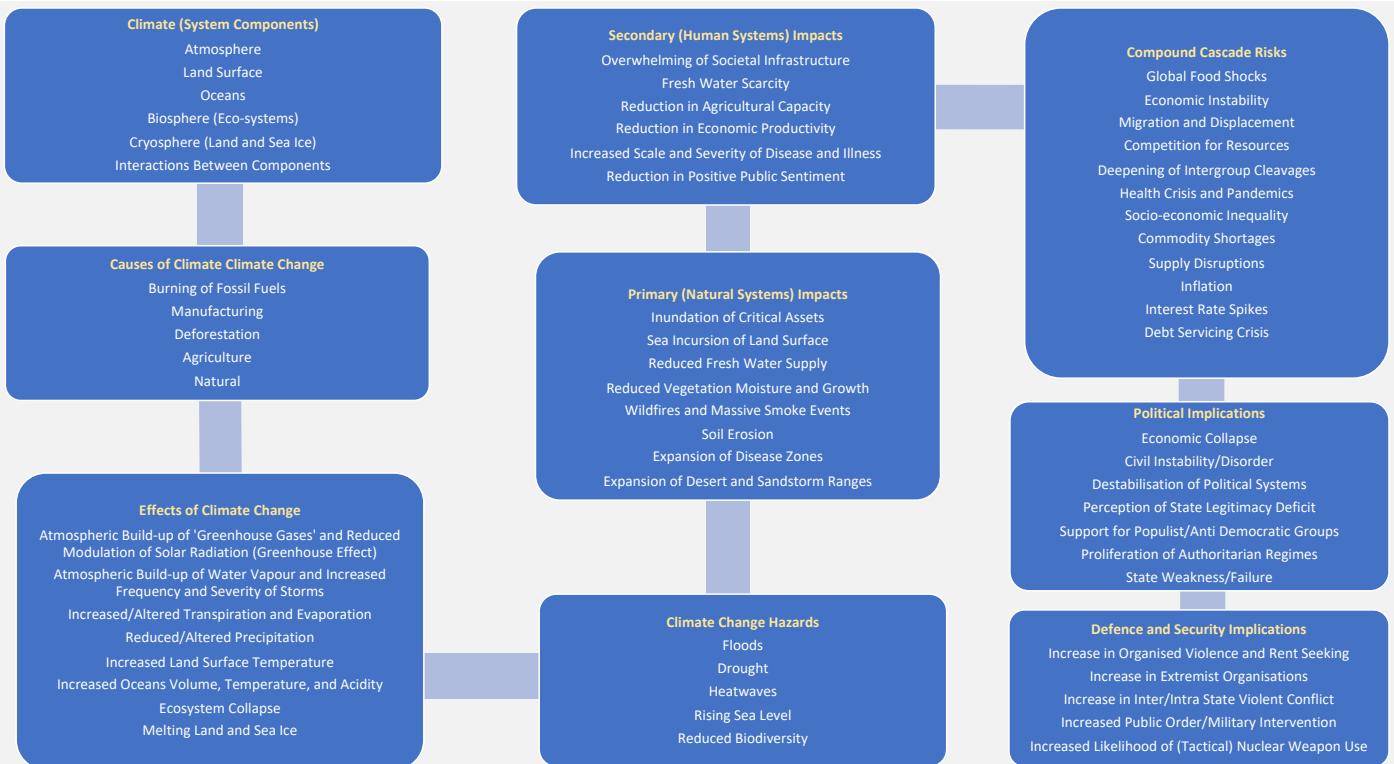 Climate (System Components)
Atmosphere
Land Surface
Oceans
Biosphere (Eco-systems)
Cryosphere (Land and Sea Ice)
Interactions Between Components
Causes of Climate Climate Change
Burning of Fossil Fuels
Manufacturing
Deforestation
Agriculture
Natural
Effects of Climate Change
Atmospheric Build-up of 'Greenhouse Gases' and Reduced
Modulation of Solar Radiation (Greenhouse Effect)
Atmospheric Build-up of Water Vapour and Increased
Frequency and Severity of Storms
Increased/Altered Transpiration and Evaporation
Reduced/Altered Precipitation
Increased Land Surface Temperature
Increased Oceans Volume, Temperature, and Acidity
Ecosystem Collapse
Melting Land and Sea Ice
Climate Change Hazards
Floods
Drought
Heatwaves
Rising Sea Level
Reduced Biodiversity
Primary (Natural Systems) Impacts
Inundation of Critical Assets
Sea Incursion of Land Surface
Reduced Fresh Water Supply
Reduced Vegetation Moisture and Growth
Wildfires and Massive Smoke Events
Soil Erosion
Expansion of Disease Zones
Expansion of Desert and Sandstorm Ranges
Secondary (Human Systems) Impacts
Overwhelming of Societal Infrastructure
Fresh Water Scarcity
Reduction in Agricultural Capacity
Reduction in Economic Productivity
Increased Scale and Severity of Disease and Illness
Reduction in Positive Public Sentiment
Compound Cascade Risks
Global Food Shocks
Economic Instability
Migration and Displacement
Competition for Resources
Deepening of Intergroup Cleavages
Health Crisis and Pandemics
Socio-economic Inequality
Commodity Shortages
Supply Disruptions
Inflation
Interest Rate Spikes
Debt Servicing Crisis
Political Implications
Economic Collapse
Civil Instability/Disorder
Destabilisation of Political Systems
Perception of State Legitimacy Deficit
Support for Populist/Anti Democratic Groups
Proliferation of Authoritarian Regimes
State Weakness/Failure
Defence and Security Implications
Increase in Organised Violence and Rent Seeking
Increase in Extremist Organisations
Increase in Inter/Intra State Violent Conflict
Increased Public Order/Military Intervention
Increased Likelihood of (Tactical) Nuclear Weapon Use